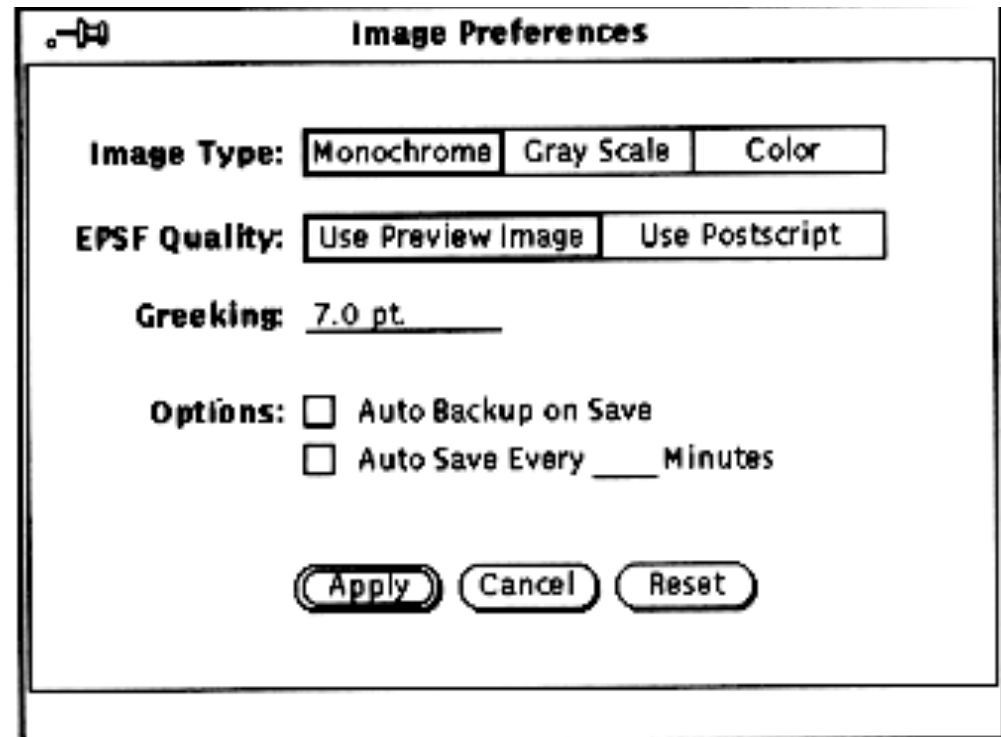 Image Preferences
Image Type: Monochrome Gray Scale Color
EPSF Quality: Use Preview Image Use Postscript
Greeking: 7.0 pt.
Options: Auto Backup on Save
Auto Save Every ____ Minutes
Apply Cancel Reset